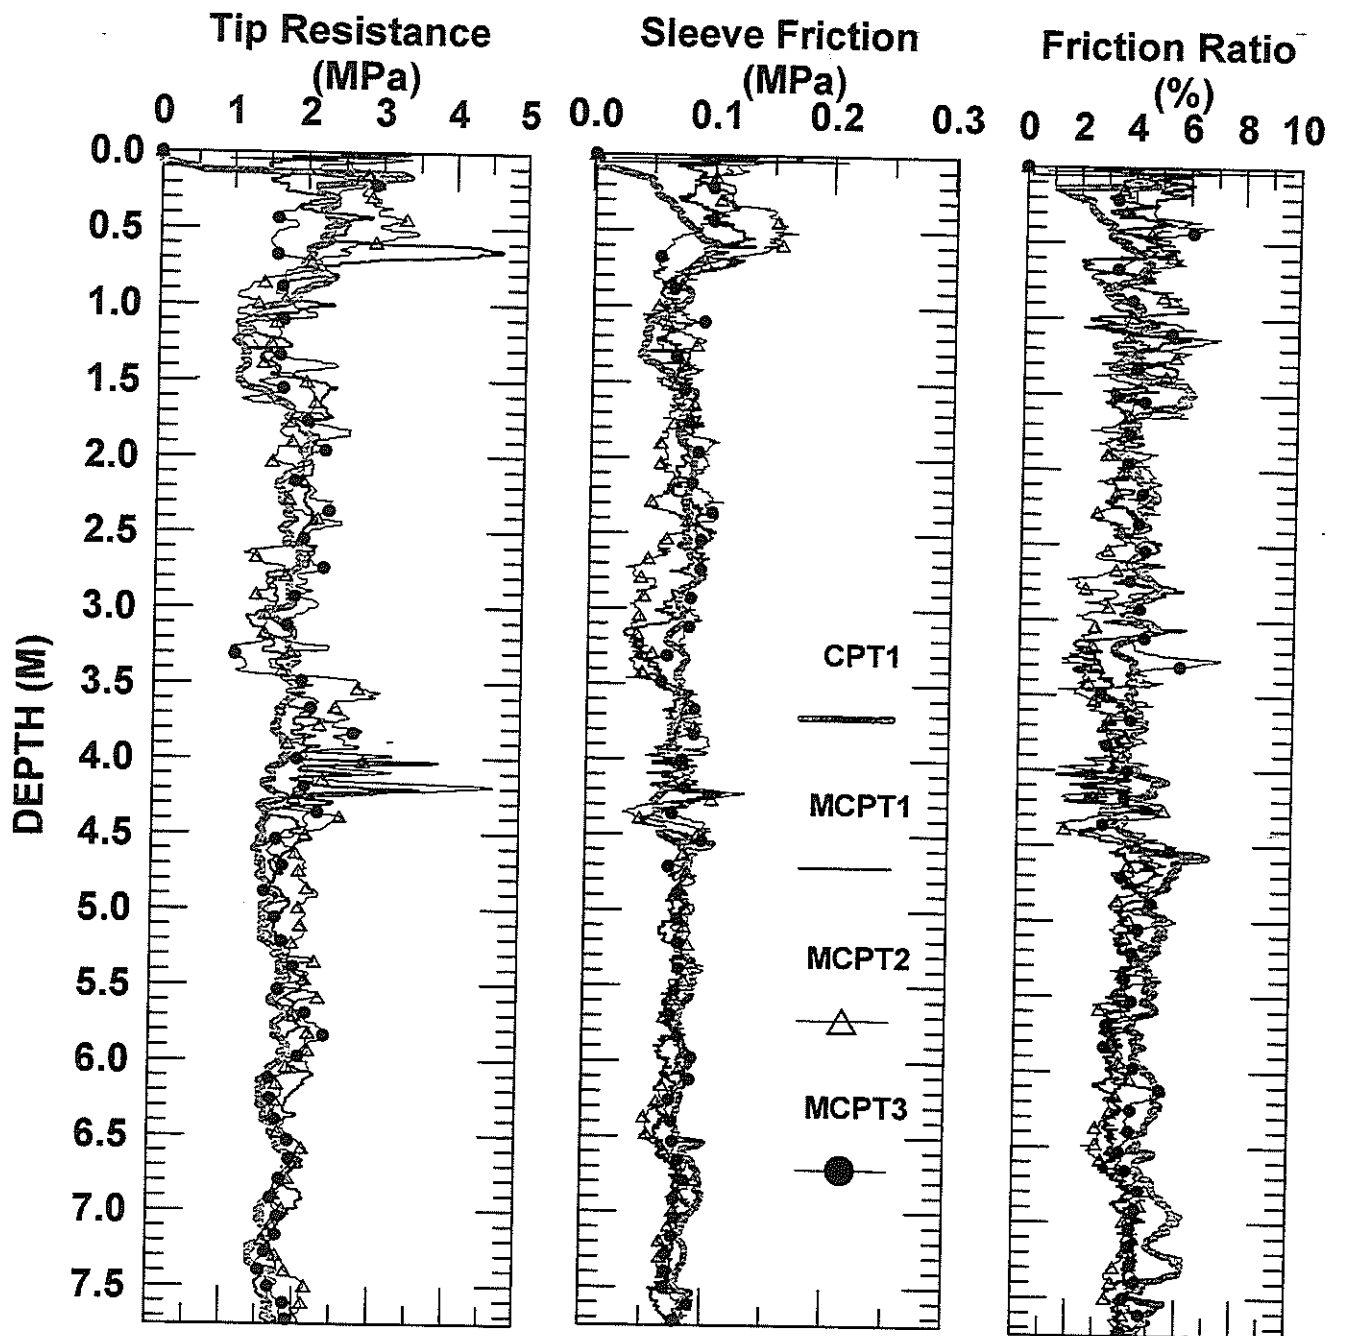 Tip Resistance
(MPa)
0 1 2 3 4 5
Sleeve Friction
(MPa)
0.0 0.1 0.2 0.3
Friction Ratio
(%)
0 2 4 6 8 10
DEPTH (M)
0.0
0.5
1.0
1.5
2.0
2.5
3.0
3.5
4.0
4.5
5.0
5.5
6.0
6.5
7.0
7.5
CPT1
MCPT1
MCPT2
MCPT3